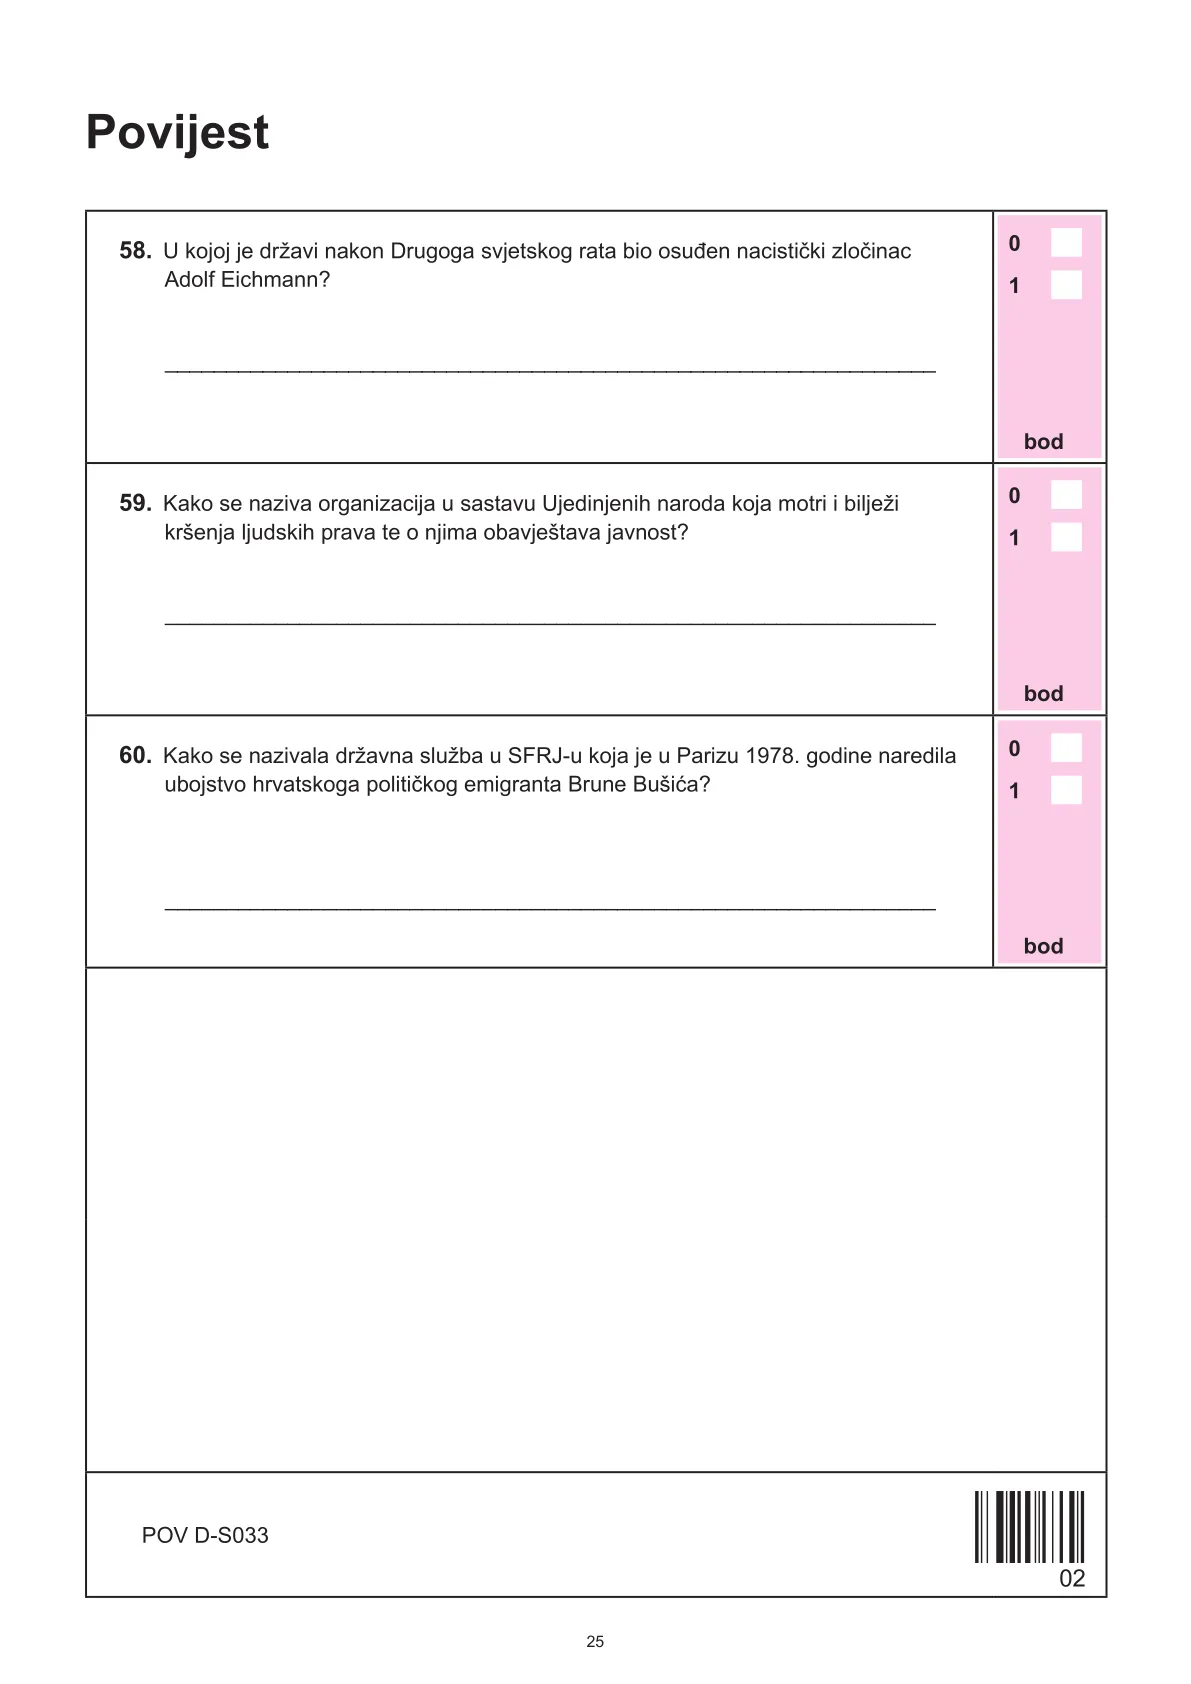 Povijest
58. U kojoj je državi nakon Drugoga svjetskog rata bio osuđen nacistički zločinac
Adolf Eichmann?
0
1
bod
59. Kako se naziva organizacija u sastavu Ujedinjenih naroda koja motri i bilježi
kršenja ljudskih prava te o njima obavještava javnost?
0
1
bod
60. Kako se nazivala državna služba u SFRJ-u koja je u Parizu 1978. godine naredila
ubojstvo hrvatskoga političkog emigranta Brune Bušića?
0
1
bod
POV D-S033
02
25